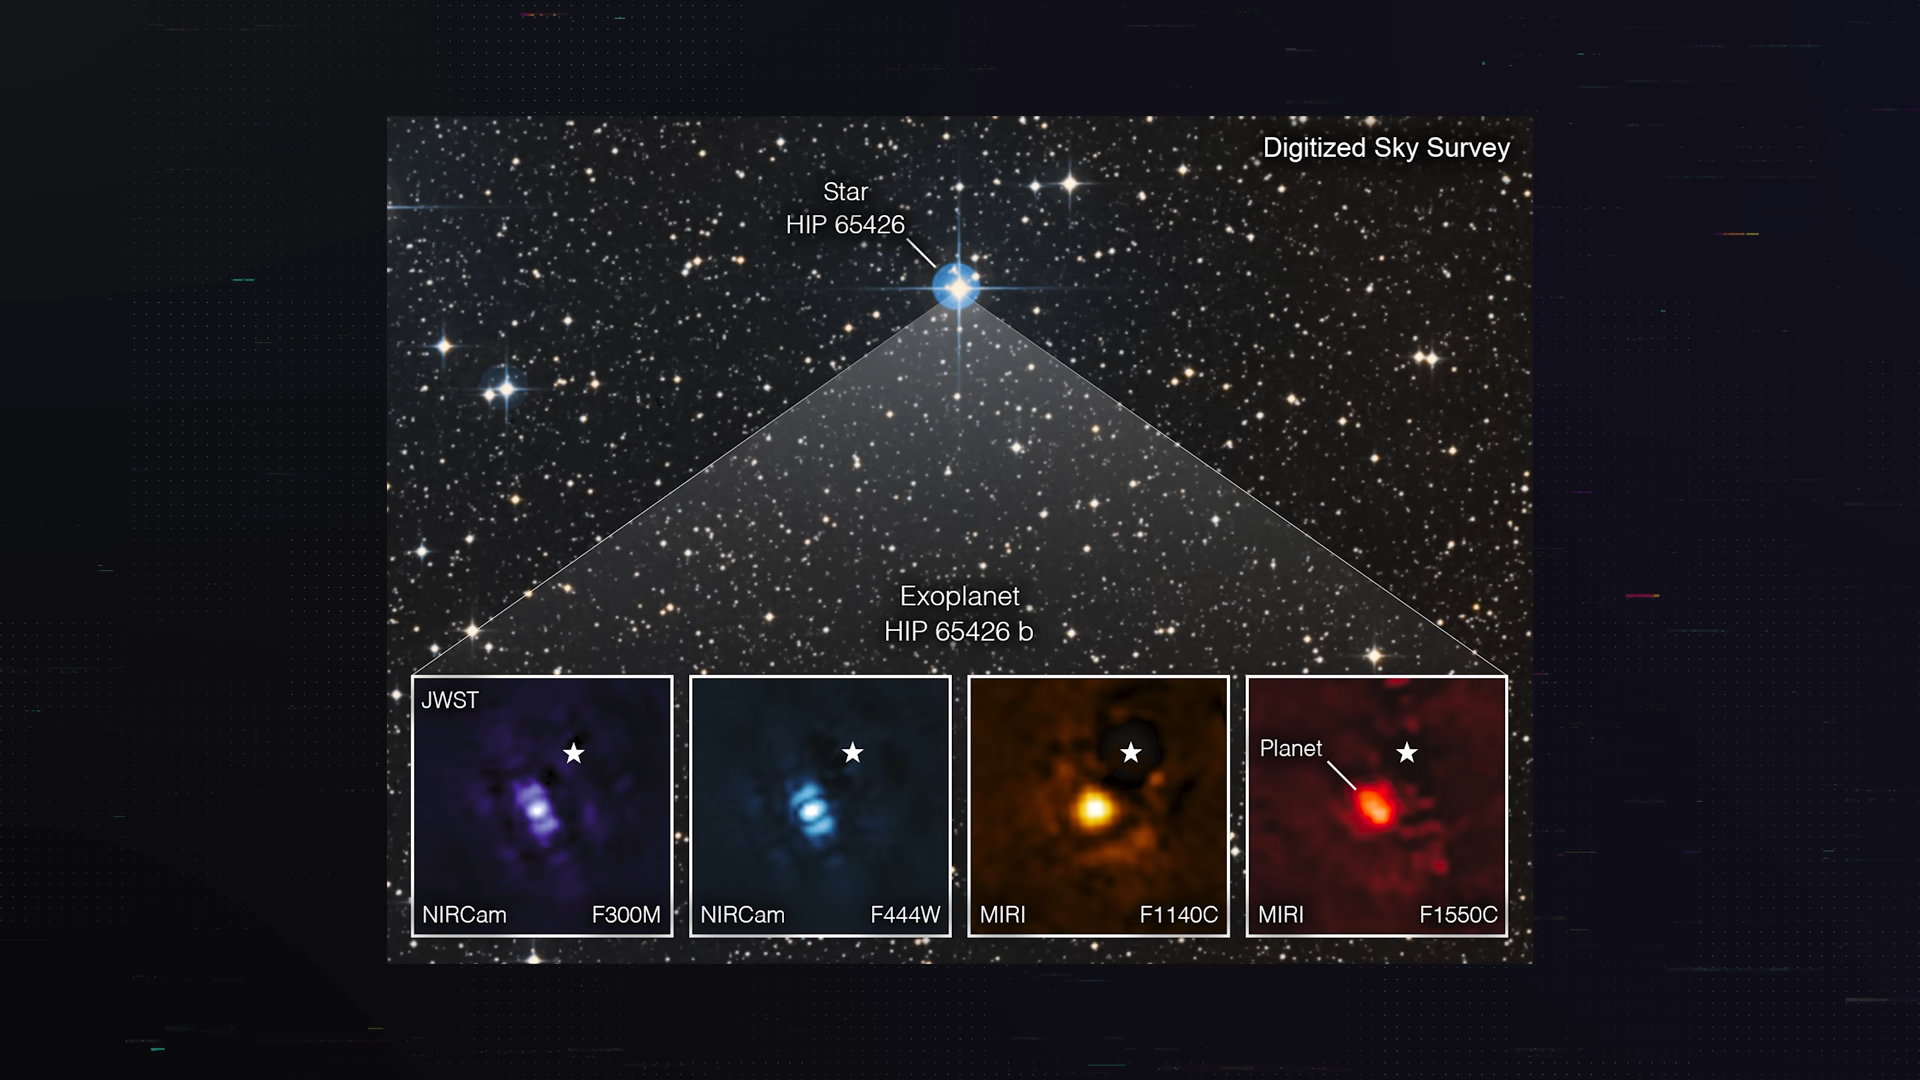 Digitized Sky Survey
Star
HIP 65426
Exoplanet
HIP 65426 b
JWST
NIRCam
F300M
NIRCam
F444W
MIRI
F1140C
Planet
MIRI
F1550C